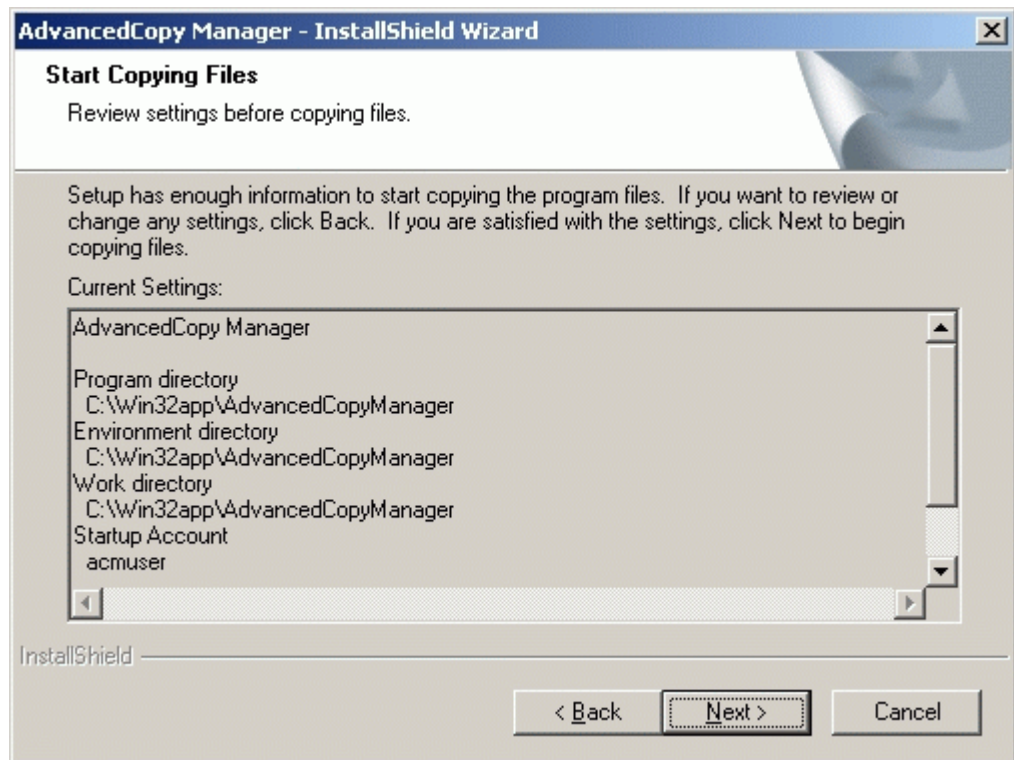 AdvancedCopy Manager - InstallShield Wizard
Start Copying Files
Review settings before copying files.
Setup has enough information to start copying the program files.  If you want to review or
change any settings, click Back.  If you are satisfied with the settings, click Next to begin
copying files.
Current Settings:
AdvancedCopy Manager
Program directory
C:\Win32app\AdvancedCopyManager
Environment directory
C:\Win32app\AdvancedCopyManager
Work directory
C:\Win32app\AdvancedCopyManager
Startup Account
acmuser
InstallShield
< Back
Next >
Cancel